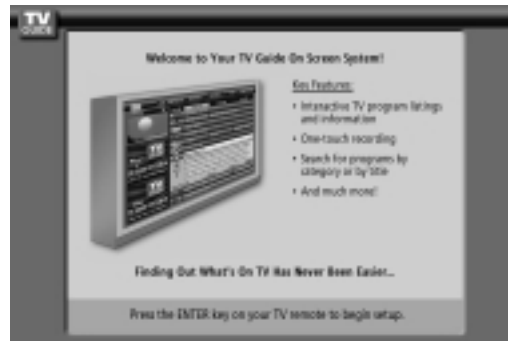 TV
GUIDE
Welcome to Your TV Guide On Screen System!
Key Features:
• Interactive TV program listings
and information
• One-touch recording
• Search for programs by
category or by title
• And much more!
Finding Out What's On TV Has Never Been Easier...
Press the ENTER key on your TV remote to begin setup.